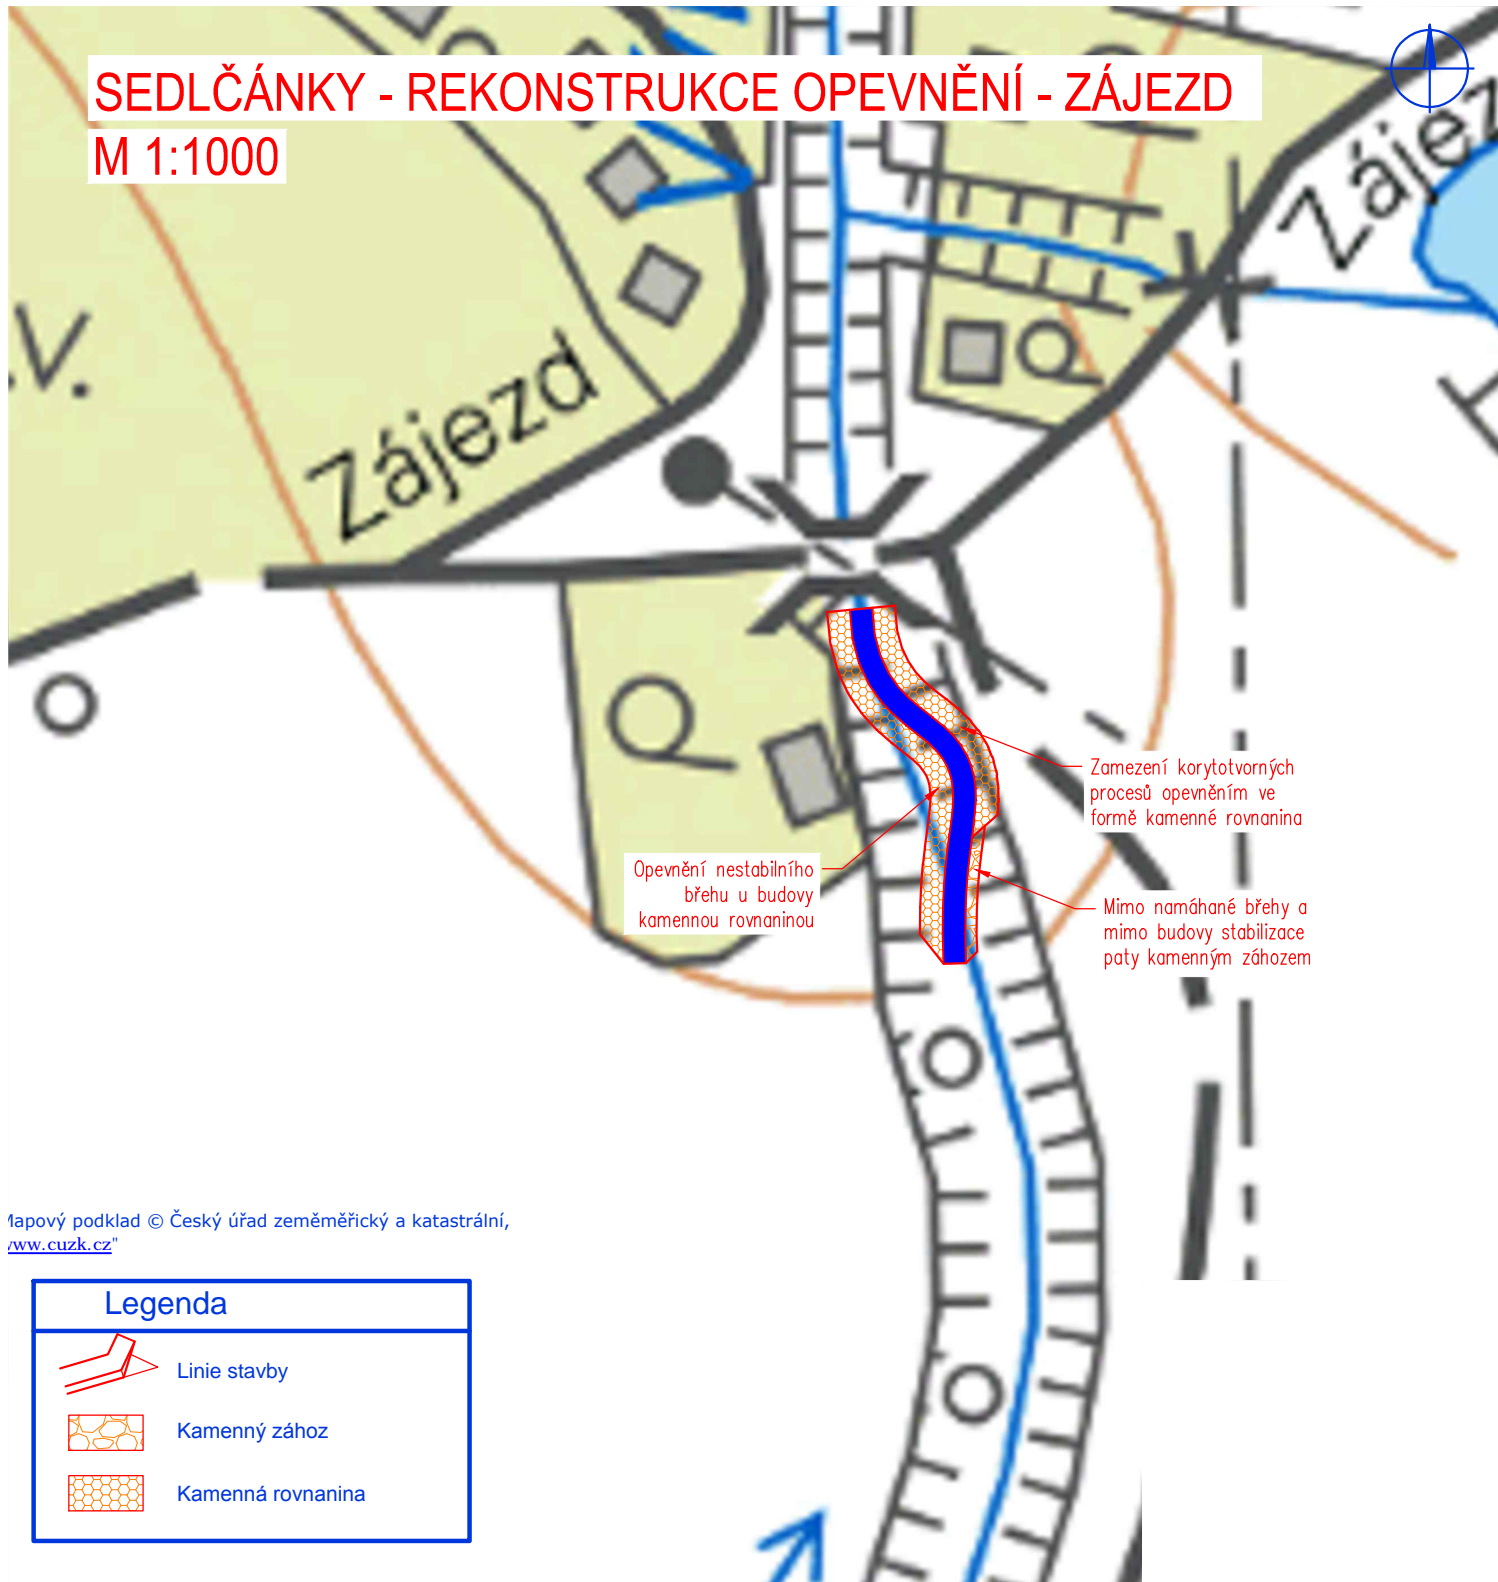 SEDLČÁNKY - REKONSTRUKCE OPEVNĚNÍ - ZÁJEZD
M 1:1000
Zájez
.V.
Zájezd
Zamezení korytotvorných
procesů opevněním ve
formě kamenné rovnanina
Opevnění nestabilního
břehu u budovy
kamennou rovnaninou
Mimo namáhané břehy a
mimo budovy stabilizace
paty kamenným záhozem
Mapový podklad © Český úřad zeměměřický a katastrální,
www.cuzk.cz"
Legenda
Linie stavby
Kamenný zához
Kamenná rovnanina